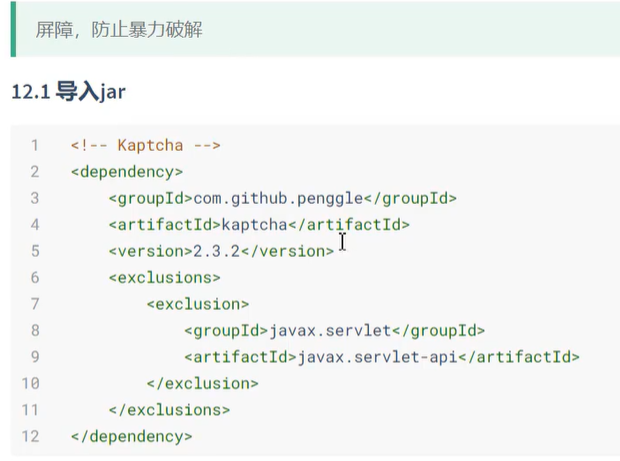 屏障，防止暴力破解
12.1 导入jar
1 <!-- Kaptcha -->
2 <dependency>
3 <groupId>com.github.penggle</groupId>
4 <artifactId>kaptcha</artifactId>
5 <version>2.3.2</version>
6 <exclusions>
7 <exclusion>
8 <groupId>javax.servlet</groupId>
9 <artifactId>javax.servlet-api</artifactId>
10 </exclusion>
11 </exclusions>
12 </dependency>